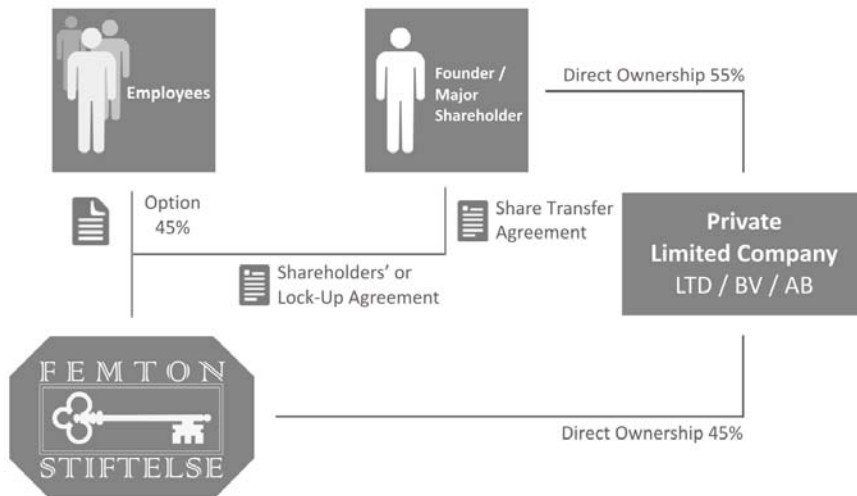 Employees
Founder /
Major
Shareholder
Direct Ownership 55%
Option
45%
Share Transfer
Agreement
Shareholders’ or
Lock-Up Agreement
Private
Limited Company
LTD / BV / AB
FEMTON
STIFTELSE
Direct Ownership 45%